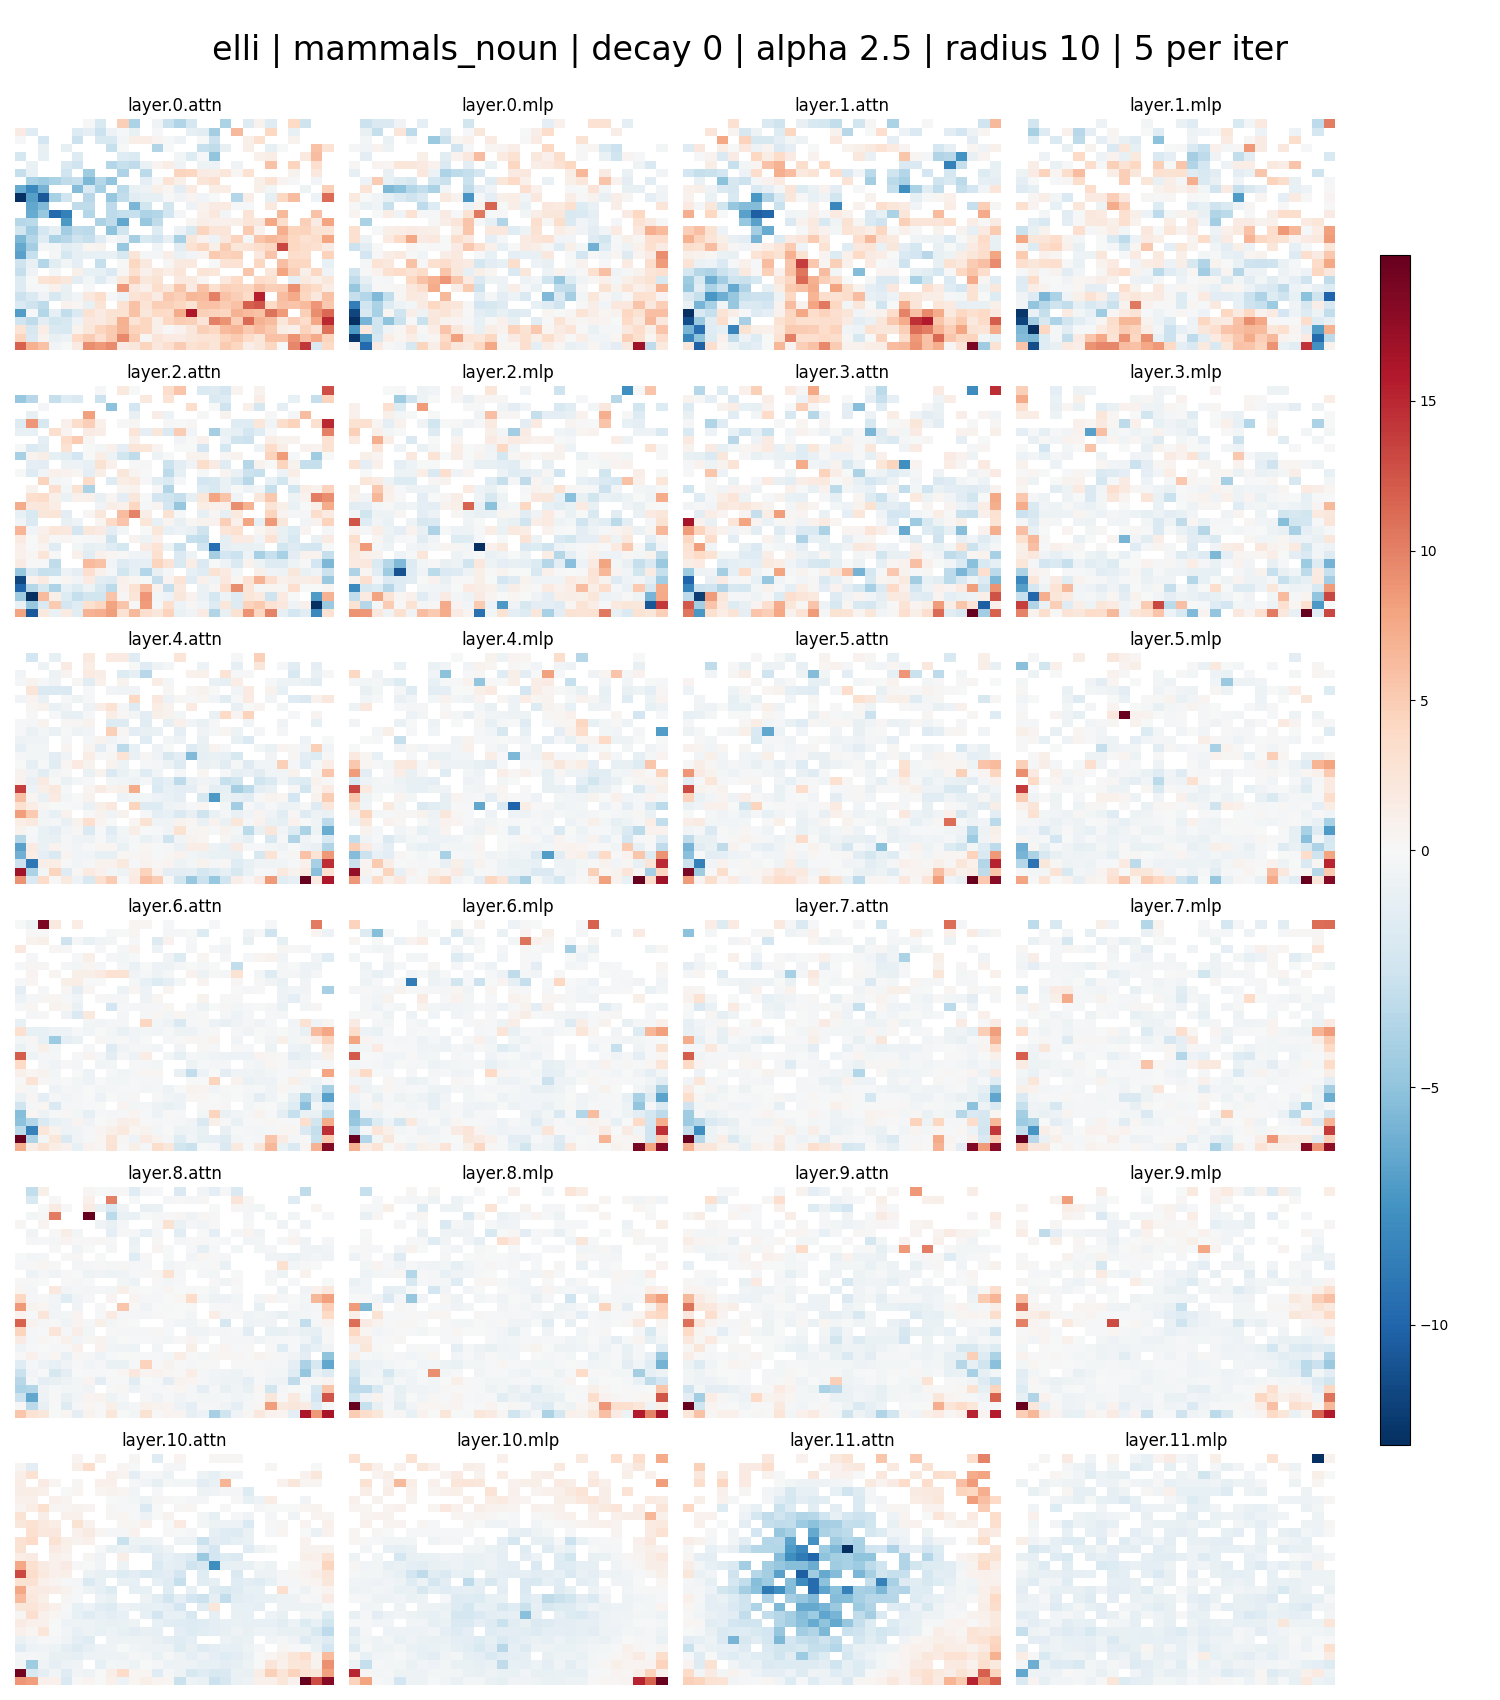 elli | mammals_noun | decay 0 | alpha 2.5 | radius 10 | 5 per iter
layer.0.attn
layer.0.mlp
layer.1.attn
layer.1.mlp
layer.2.attn
layer.2.mlp
layer.3.attn
layer.3.mlp
layer.4.attn
layer.4.mlp
layer.5.attn
layer.5.mlp
layer.6.attn
layer.6.mlp
layer.7.attn
layer.7.mlp
layer.8.attn
layer.8.mlp
layer.9.attn
layer.9.mlp
layer.10.attn
layer.10.mlp
layer.11.attn
layer.11.mlp
15
10
5
0
−5
−10